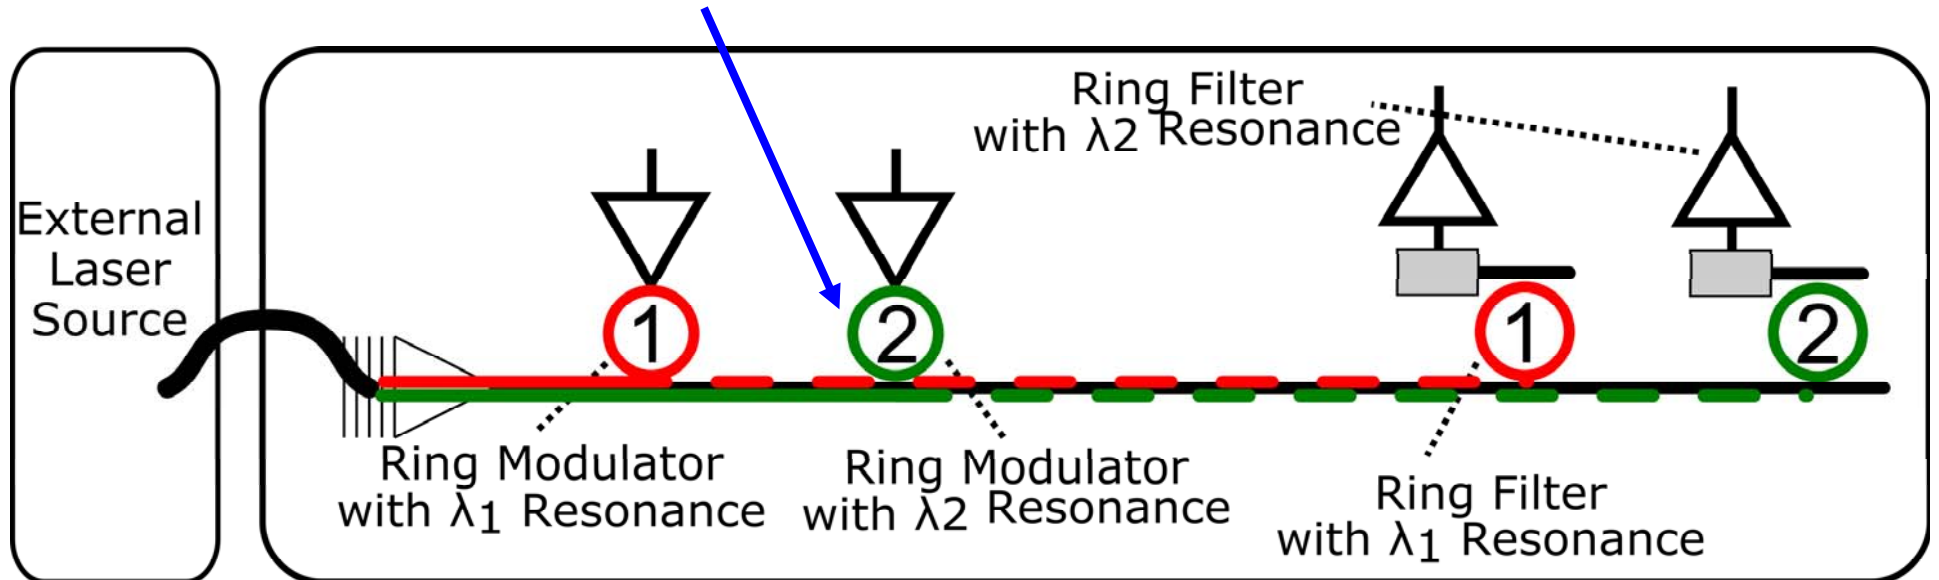 External
Laser
Source
1
2
Ring Filter
with λ2 Resonance
1
2
Ring Modulator
with λ1 Resonance
Ring Modulator
with λ2 Resonance
Ring Filter
with λ1 Resonance